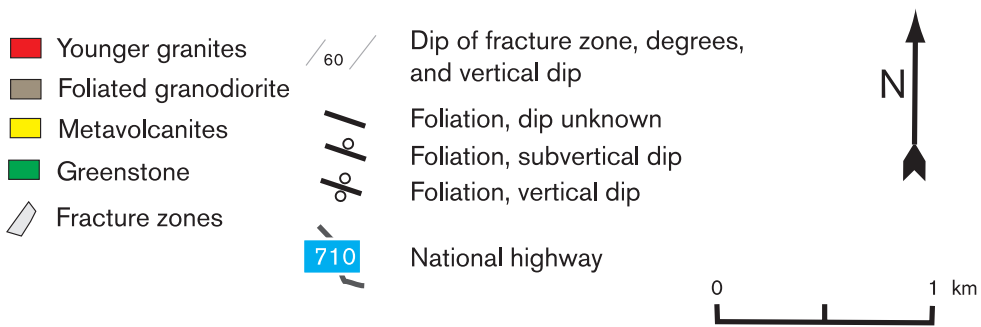 Younger granites
Foliated granodiorite
Metavolcanites
Greenstone
Fracture zones
60
Dip of fracture zone, degrees,
and vertical dip
Foliation, dip unknown
Foliation, subvertical dip
Foliation, vertical dip
710
National highway
N
0 1 km